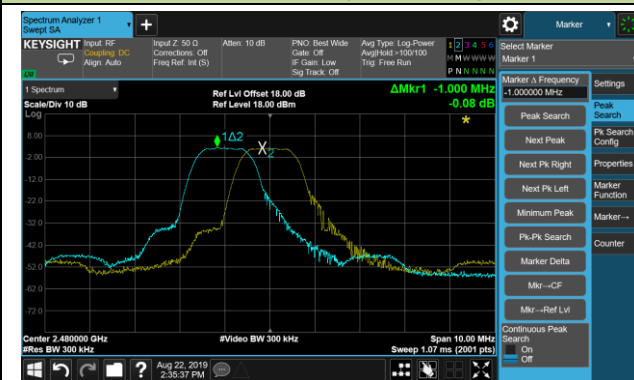 Spectrum Analyzer 1
Swept SA
+
Marker
KEYSIGHT
Input: RF
Coupling: DC
Align: Auto
Input Z: 50 Ω
Corrections: Off
Freq Ref: Int (S)
Atten: 10 dB
PNO: Best Wide
Gate: Off
IF Gain: Low
Sig Track: Off
Avg Type: Log-Power
Avg|Hold:>100/100
Trig: Free Run
1 2 3 4 5 6
M M W W W W
P N N N N N
Select Marker
Marker 1
1 Spectrum
Scale/Div 10 dB
Log
Ref Lvl Offset 18.00 dB
Ref Level 18.00 dBm
ΔMkr1 -1.000 MHz
-0.08 dB
*
8.00
-2.00
-12.0
-22.0
-32.0
-42.0
-52.0
-62.0
-72.0
1Δ2
X2
Center 2.480000 GHz
#Res BW 300 kHz
#Video BW 300 kHz
Span 10.00 MHz
Sweep 1.07 ms (2001 pts)
Marker Δ Frequency
-1.000000 MHz
Peak Search
Next Peak
Next Pk Right
Next Pk Left
Minimum Peak
Pk-Pk Search
Marker Delta
Mkr→CF
Mkr→Ref Lvl
Continuous Peak
Search
On
Off
Settings
Peak
Search
Pk Search
Config
Properties
Marker
Function
Marker→
Counter
?
Aug 22, 2019
2:35:37 PM